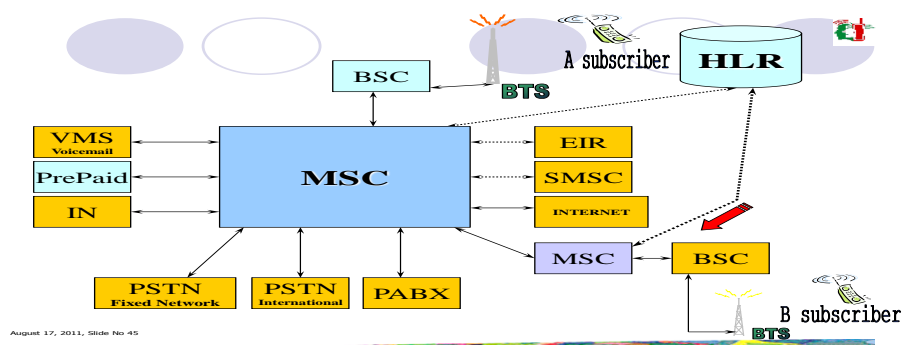 A subscriber
HLR
BSC
BTS
VMS
Voicemail
PrePaid
IN
MSC
EIR
SMSC
INTERNET
MSC
BSC
PSTN
Fixed Network
PSTN
International
PABX
B subscriber
BTS
August 17, 2011, Slide No 45